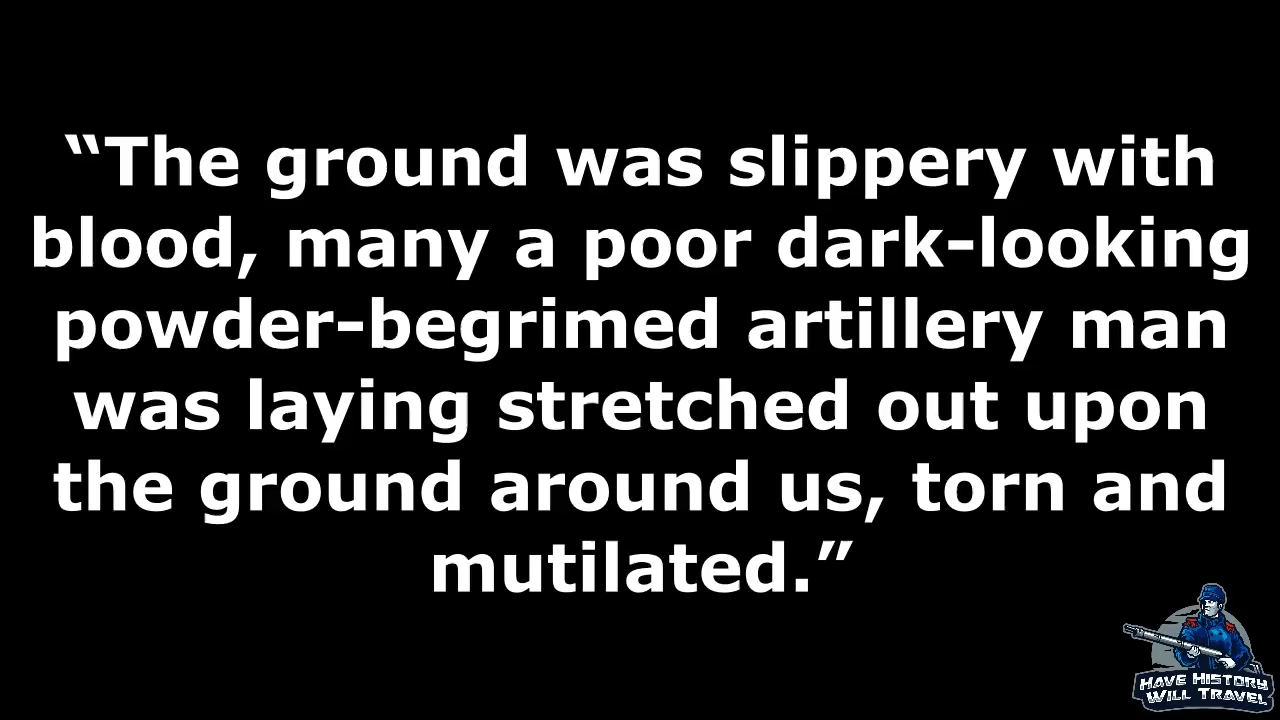 “The ground was slippery with
blood, many a poor dark-looking
powder-begrimed artillery man
was laying stretched out upon
the ground around us, torn and
mutilated.”
HAVE HISTORY
WILL TRAVEL